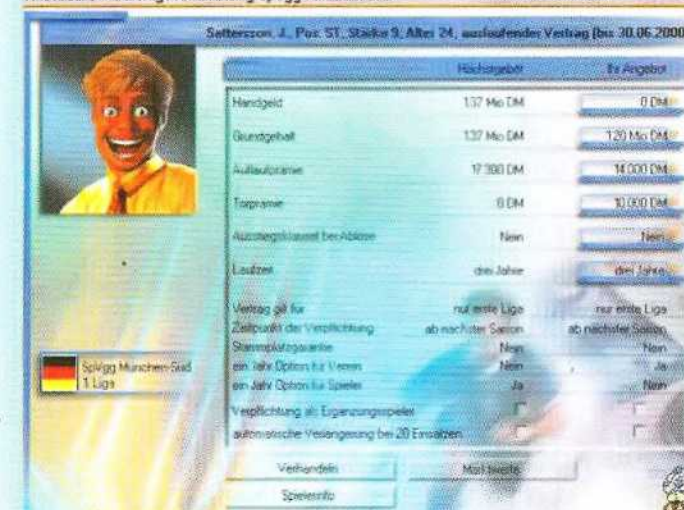 Settersson, J., Pos. ST, Stärke 9, Alter 24, auslaufender Vertrag (bis 30.06.2000
Höchstgebot Ihr Angebot
Handgeld 1.37 Mio DM 0 DM
Grundgehalt 1.37 Mio DM 1.20 Mio DM
Auflaufprämie 17.300 DM 14.000 DM
Torprämie 0 DM 10.000 DM
Ausstiegsklausel bei Ablöse Nein Nein
Laufzeit drei Jahre drei Jahre
Vertrag gilt für nur erste Liga nur erste Liga
Zeitpunkt der Verpflichtung ab nächster Saison ab nächster Saison
Stammplatzgarantie Nein Nein
ein Jahr Option für Verein Nein Ja
ein Jahr Option für Spieler Ja Nein
Verpflichtung als Ergänzungsspieler
automatische Verlängerung bei 20 Einsätzen
SpVgg München-Süd
1. Liga
Verhandeln Marktwerte
Spielerinfo